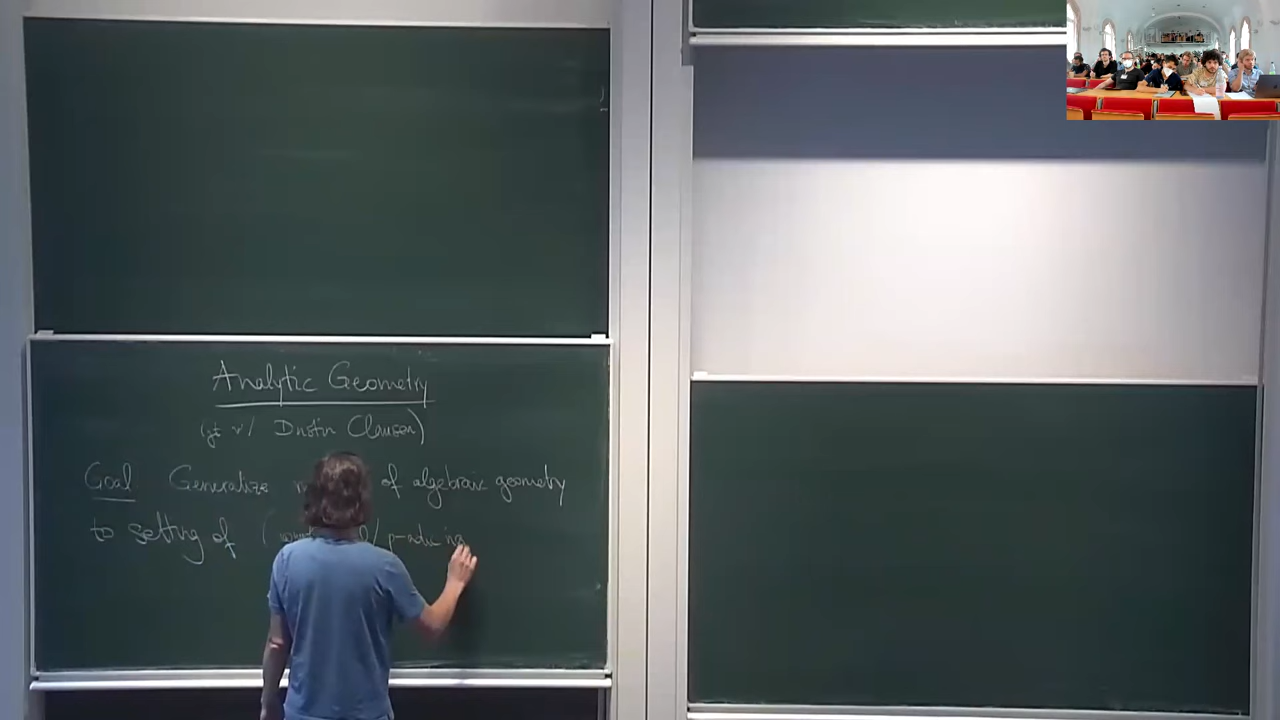 Analytic Geometry
(jt w/ Dustin Clausen)
Goal Generalize of algebraic geometry
to setting of ( / p-adic